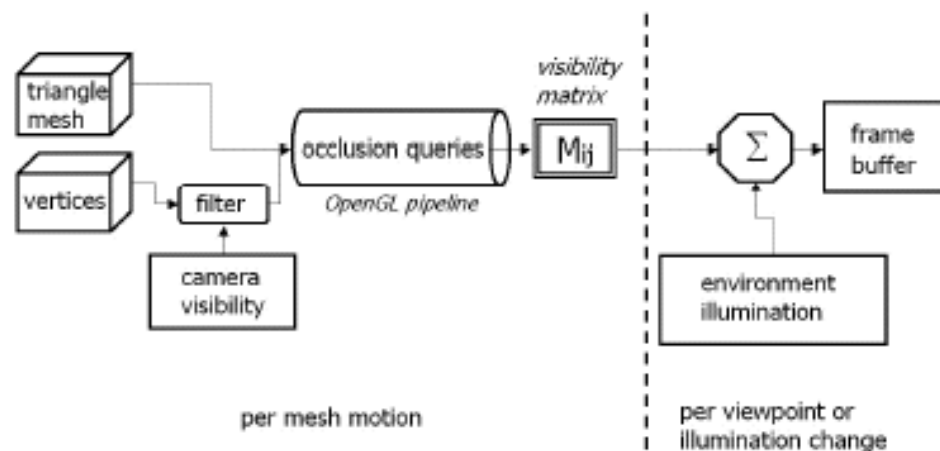 triangle
mesh
vertices
filter
camera
visibility
occlusion queries
OpenGL pipeline
visibility
matrix
Mij
Σ
frame
buffer
environment
illumination
per mesh motion
per viewpoint or
illumination change